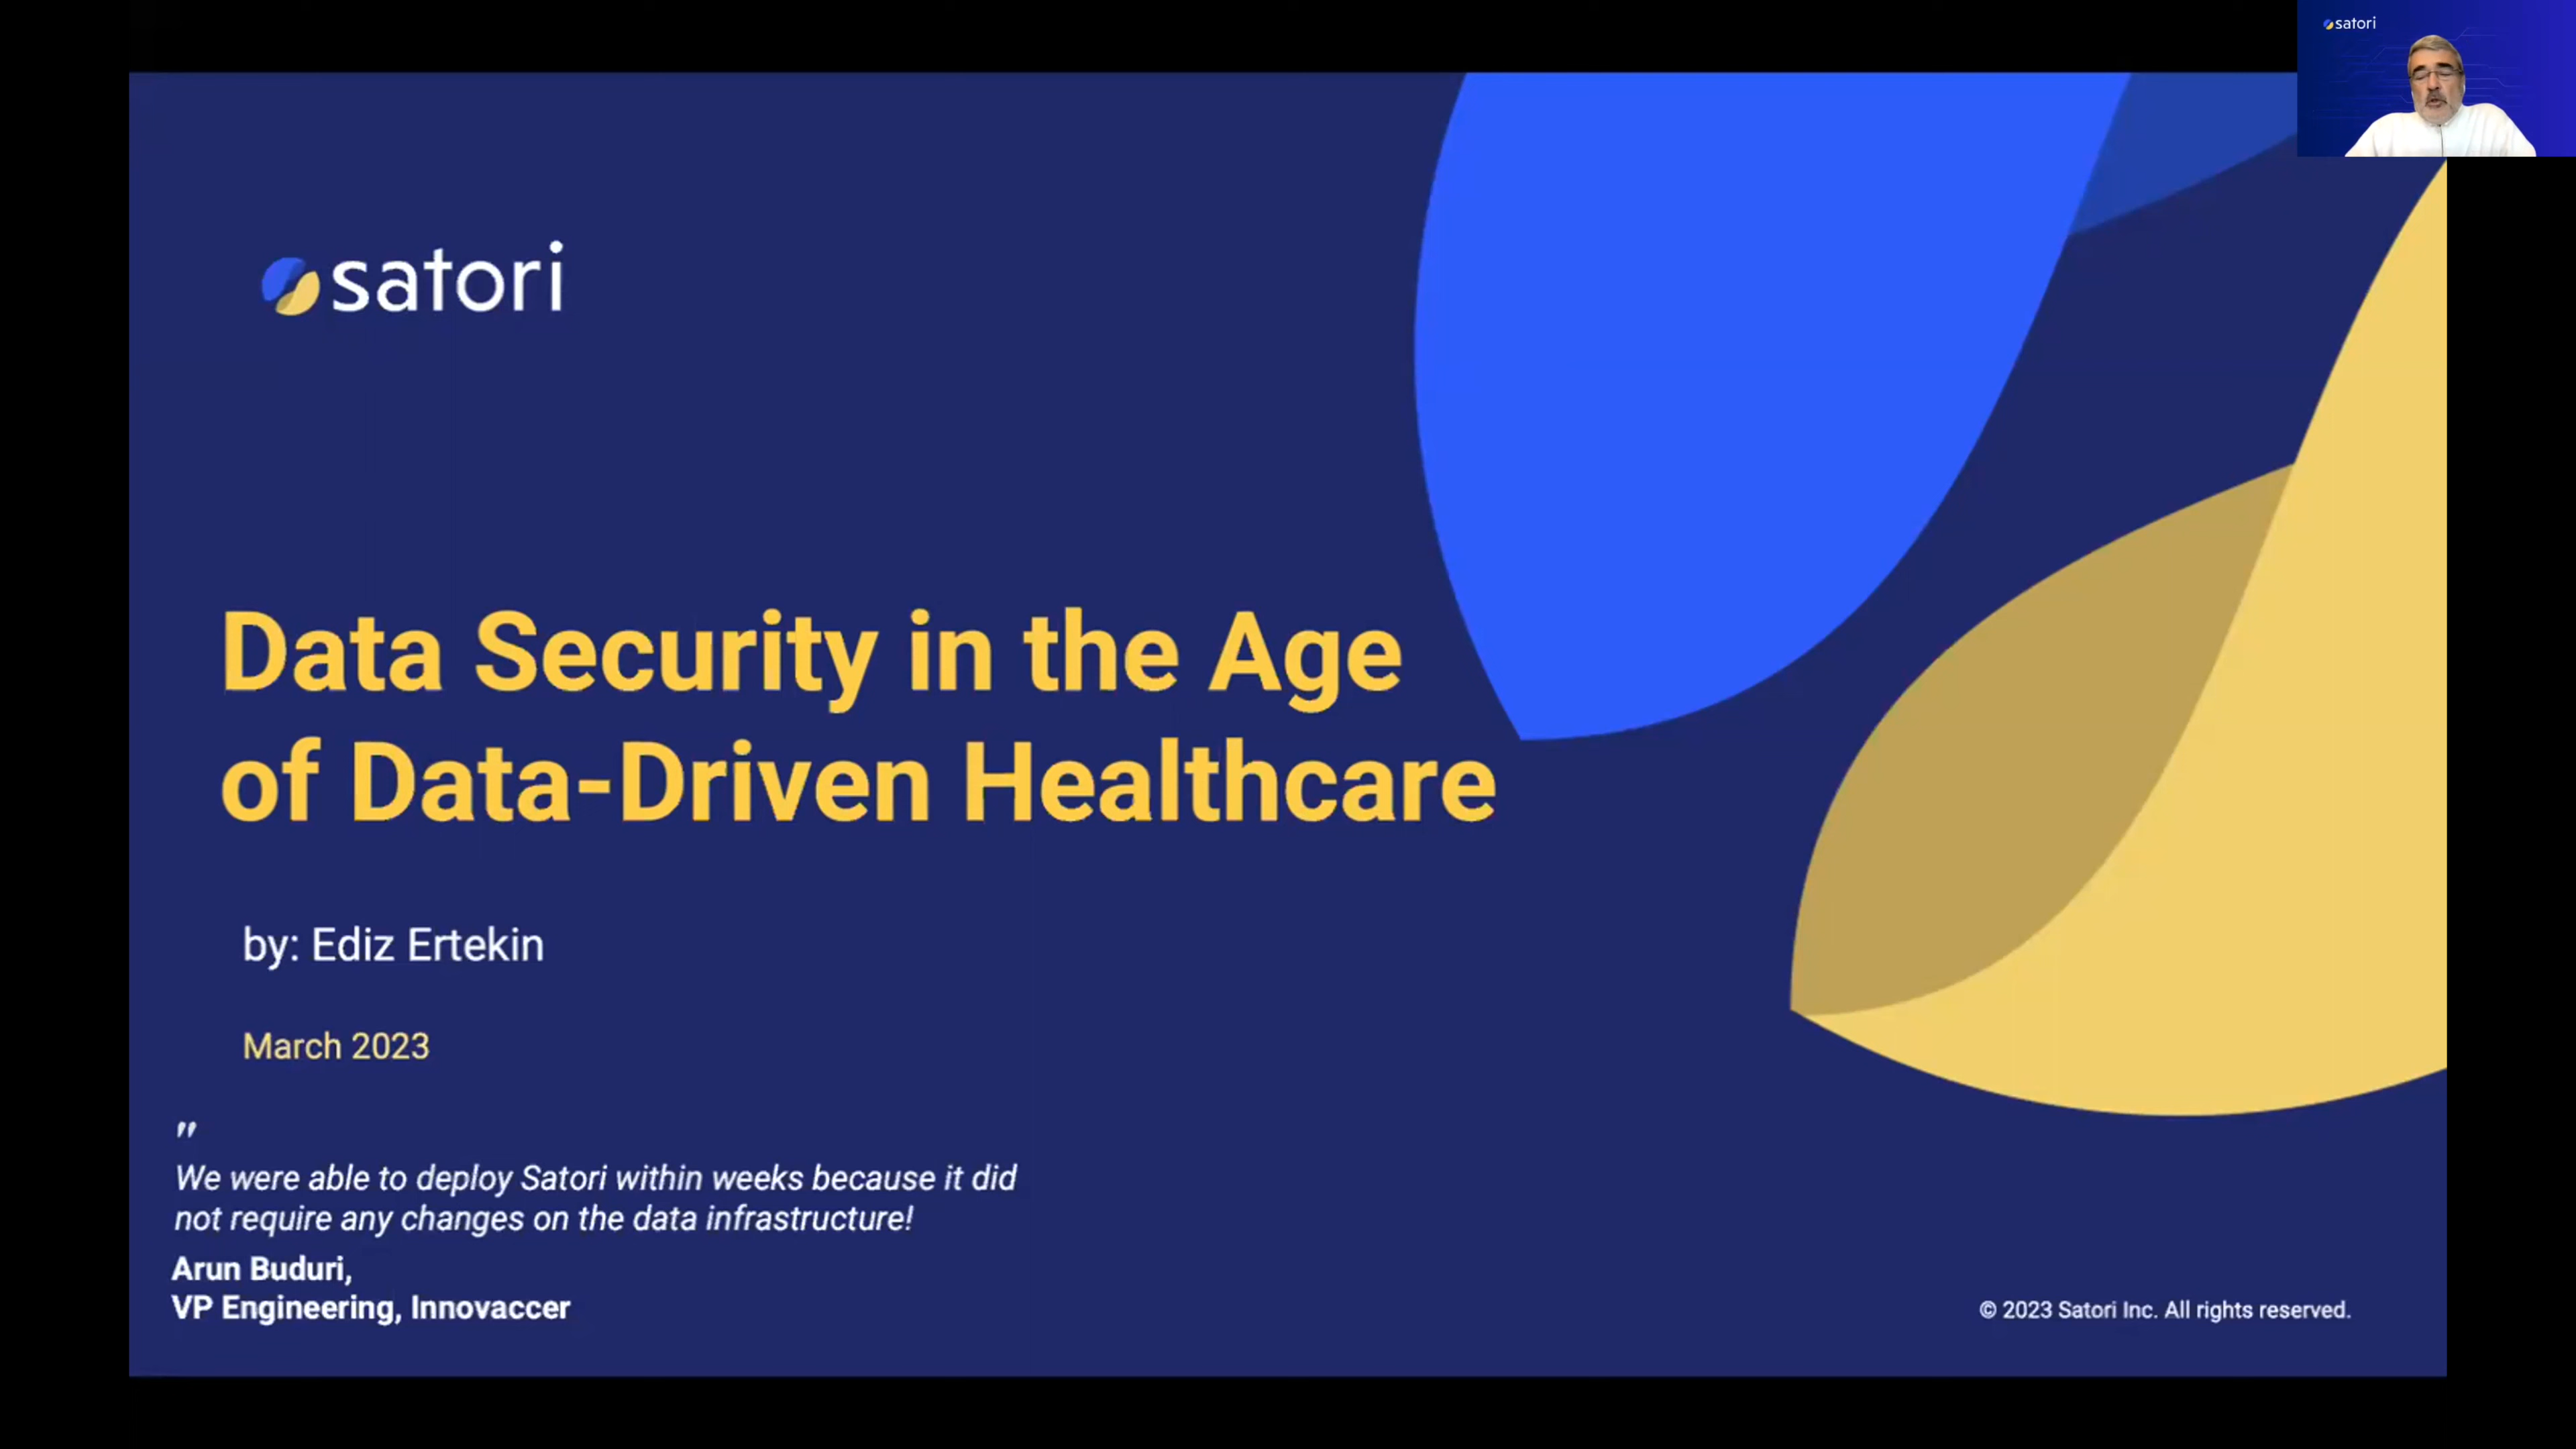 satori
satori
Data Security in the Age
of Data-Driven Healthcare
by: Ediz Ertekin
March 2023
"
We were able to deploy Satori within weeks because it did
not require any changes on the data infrastructure!
Arun Buduri,
VP Engineering, Innovaccer
© 2023 Satori Inc. All rights reserved.